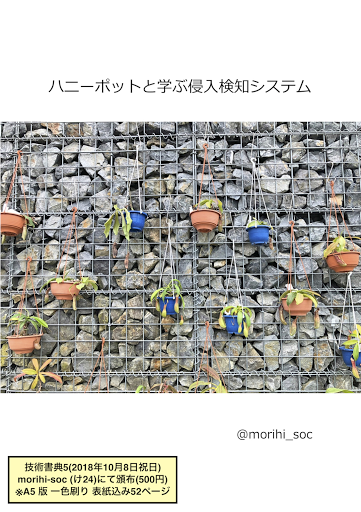 ハニーポットと学ぶ侵入検知システム
@morihi_soc
技術書典5(2018年10月8日祝日)
morihi-soc (け24)にて頒布(500円)
※A5 版 一色刷り 表紙込み52ページ